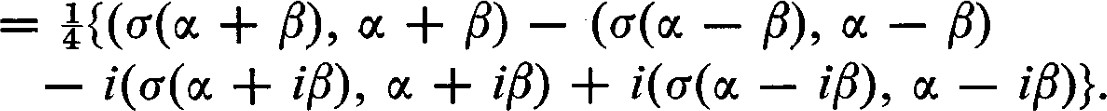 = ¼{(σ(α + β), α + β) − (σ(α − β), α − β)
− i(σ(α + iβ), α + iβ) + i(σ(α − iβ), α − iβ)}.